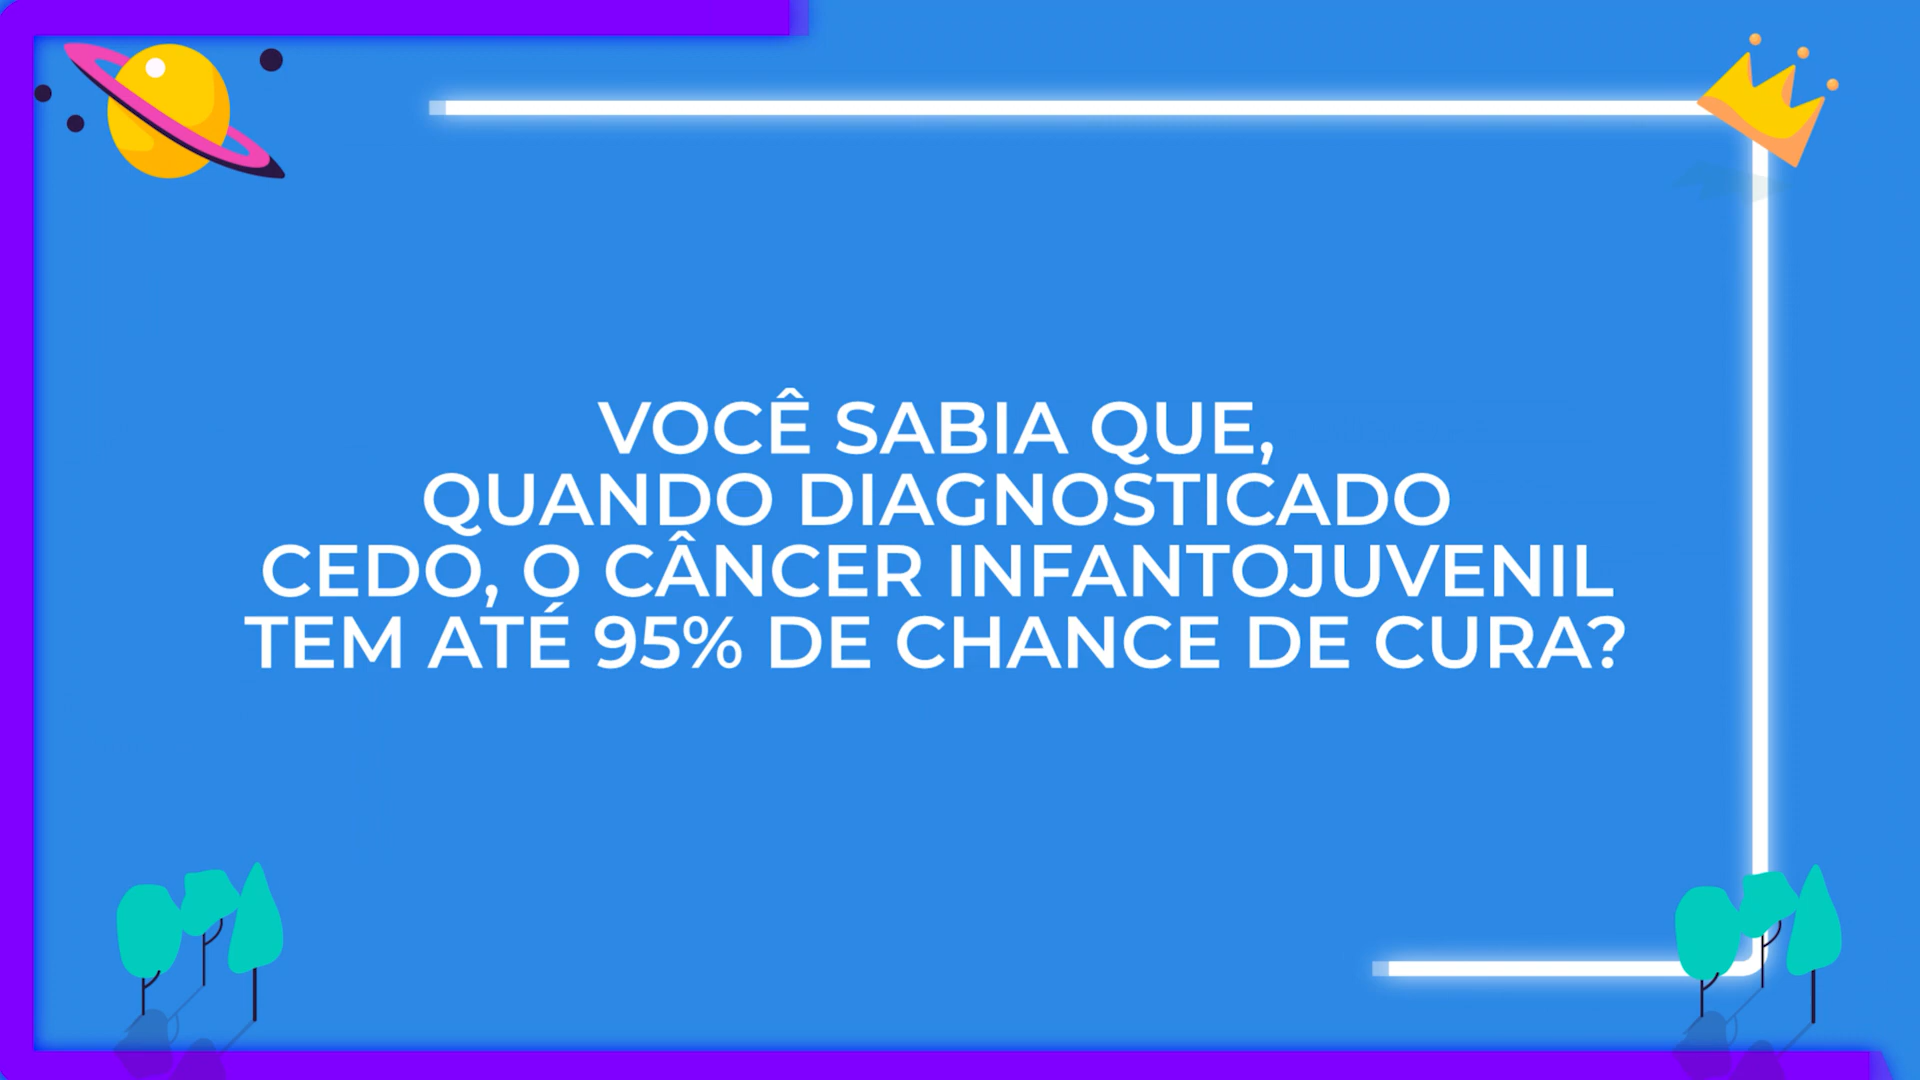 VOCÊ SABIA QUE,
QUANDO DIAGNOSTICADO
CEDO, O CÂNCER INFANTOJUVENIL
TEM ATÉ 95% DE CHANCE DE CURA?